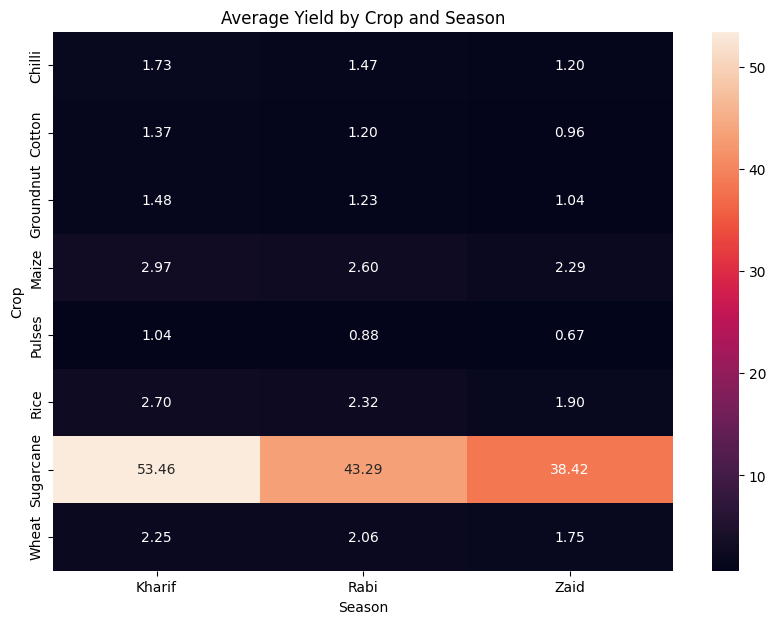 Average Yield by Crop and Season
Crop
Chilli 1.73 1.47 1.20
Cotton 1.37 1.20 0.96
Groundnut 1.48 1.23 1.04
Maize 2.97 2.60 2.29
Pulses 1.04 0.88 0.67
Rice 2.70 2.32 1.90
Sugarcane 53.46 43.29 38.42
Wheat 2.25 2.06 1.75
Kharif Rabi Zaid
Season
50
40
30
20
10